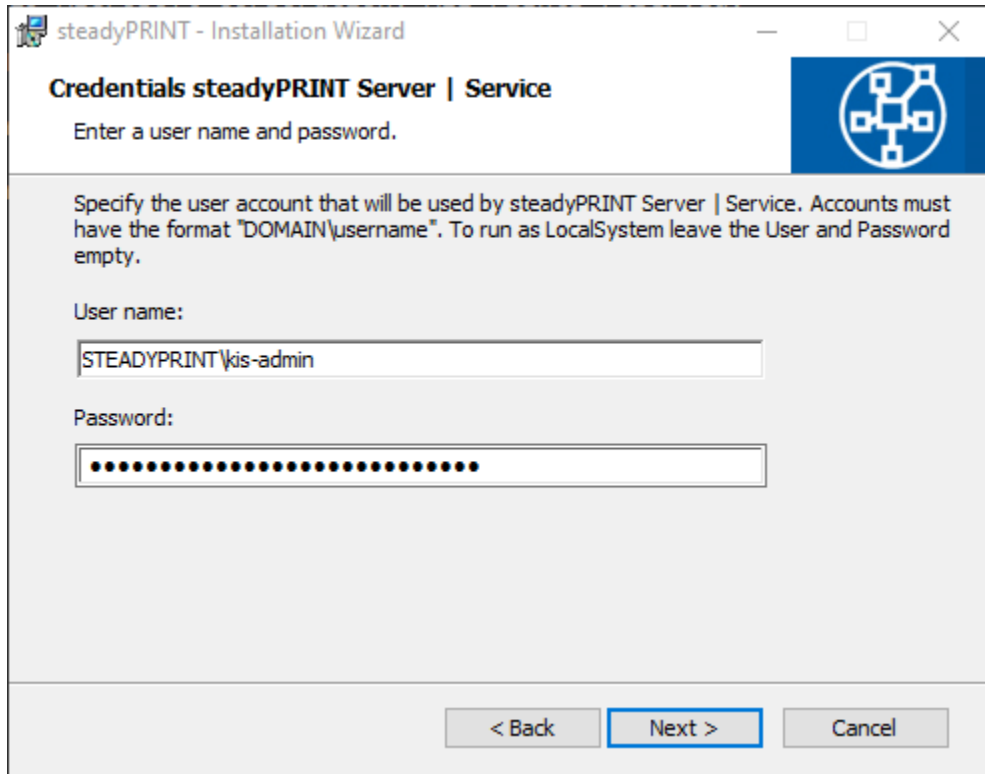 steadyPRINT - Installation Wizard
Credentials steadyPRINT Server | Service
Enter a user name and password.
Specify the user account that will be used by steadyPRINT Server | Service. Accounts must
have the format "DOMAIN\username". To run as LocalSystem leave the User and Password
empty.
User name:
STEADYPRINT\kis-admin
Password:
••••••••••••••••••••••••••••
< Back
Next >
Cancel